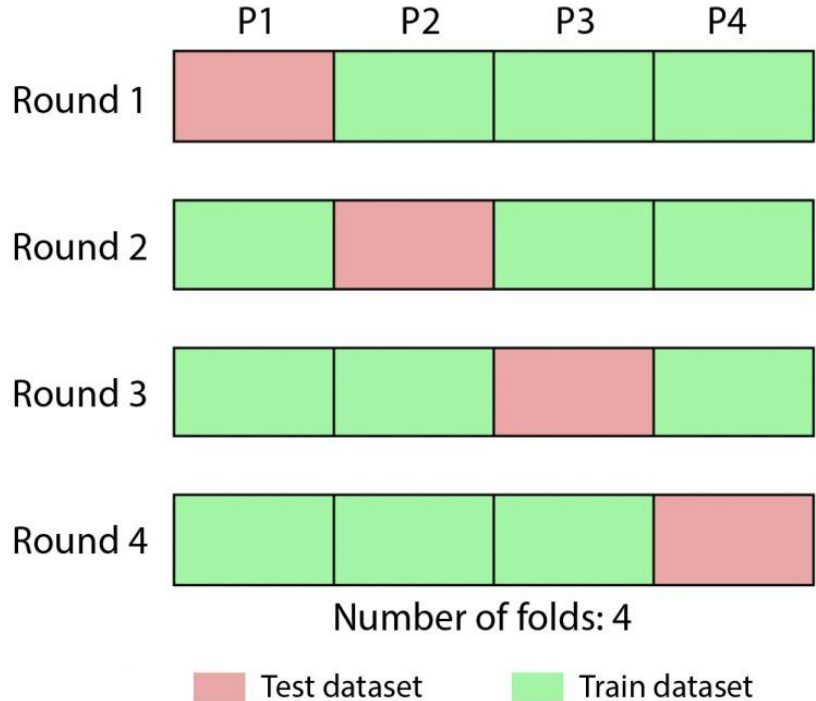 P1 P2 P3 P4
Round 1
Round 2
Round 3
Round 4
Number of folds: 4
Test dataset Train dataset